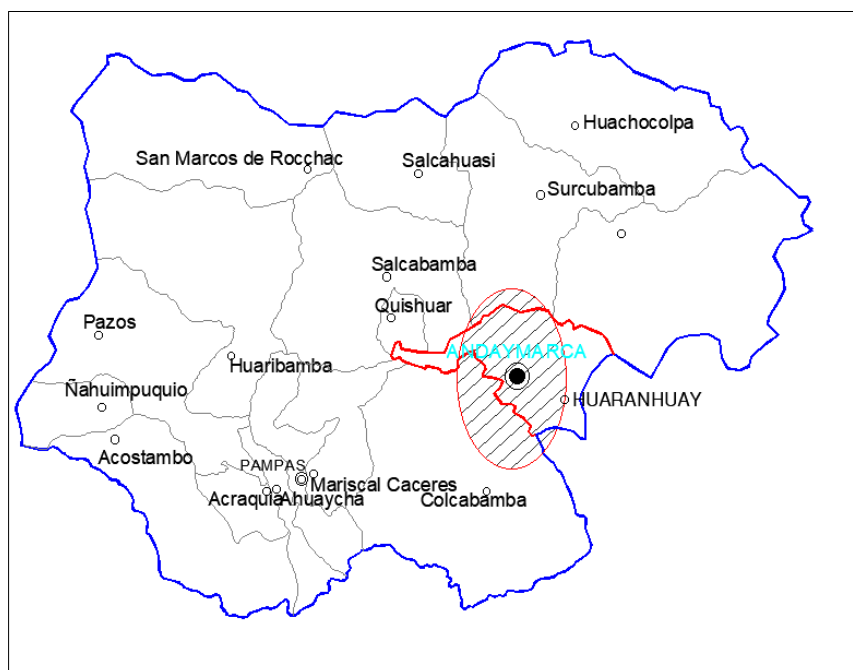 Huachocolpa
San Marcos de Rocchac
Salcahuasi
Surcubamba
Salcabamba
Quishuar
Pazos
ANDAYMARCA
Huaribamba
Ñahuimpuquio
HUARANHUAY
Acostambo
PAMPAS
Mariscal Caceres
Acraquia
Ahuaycha
Colcabamba